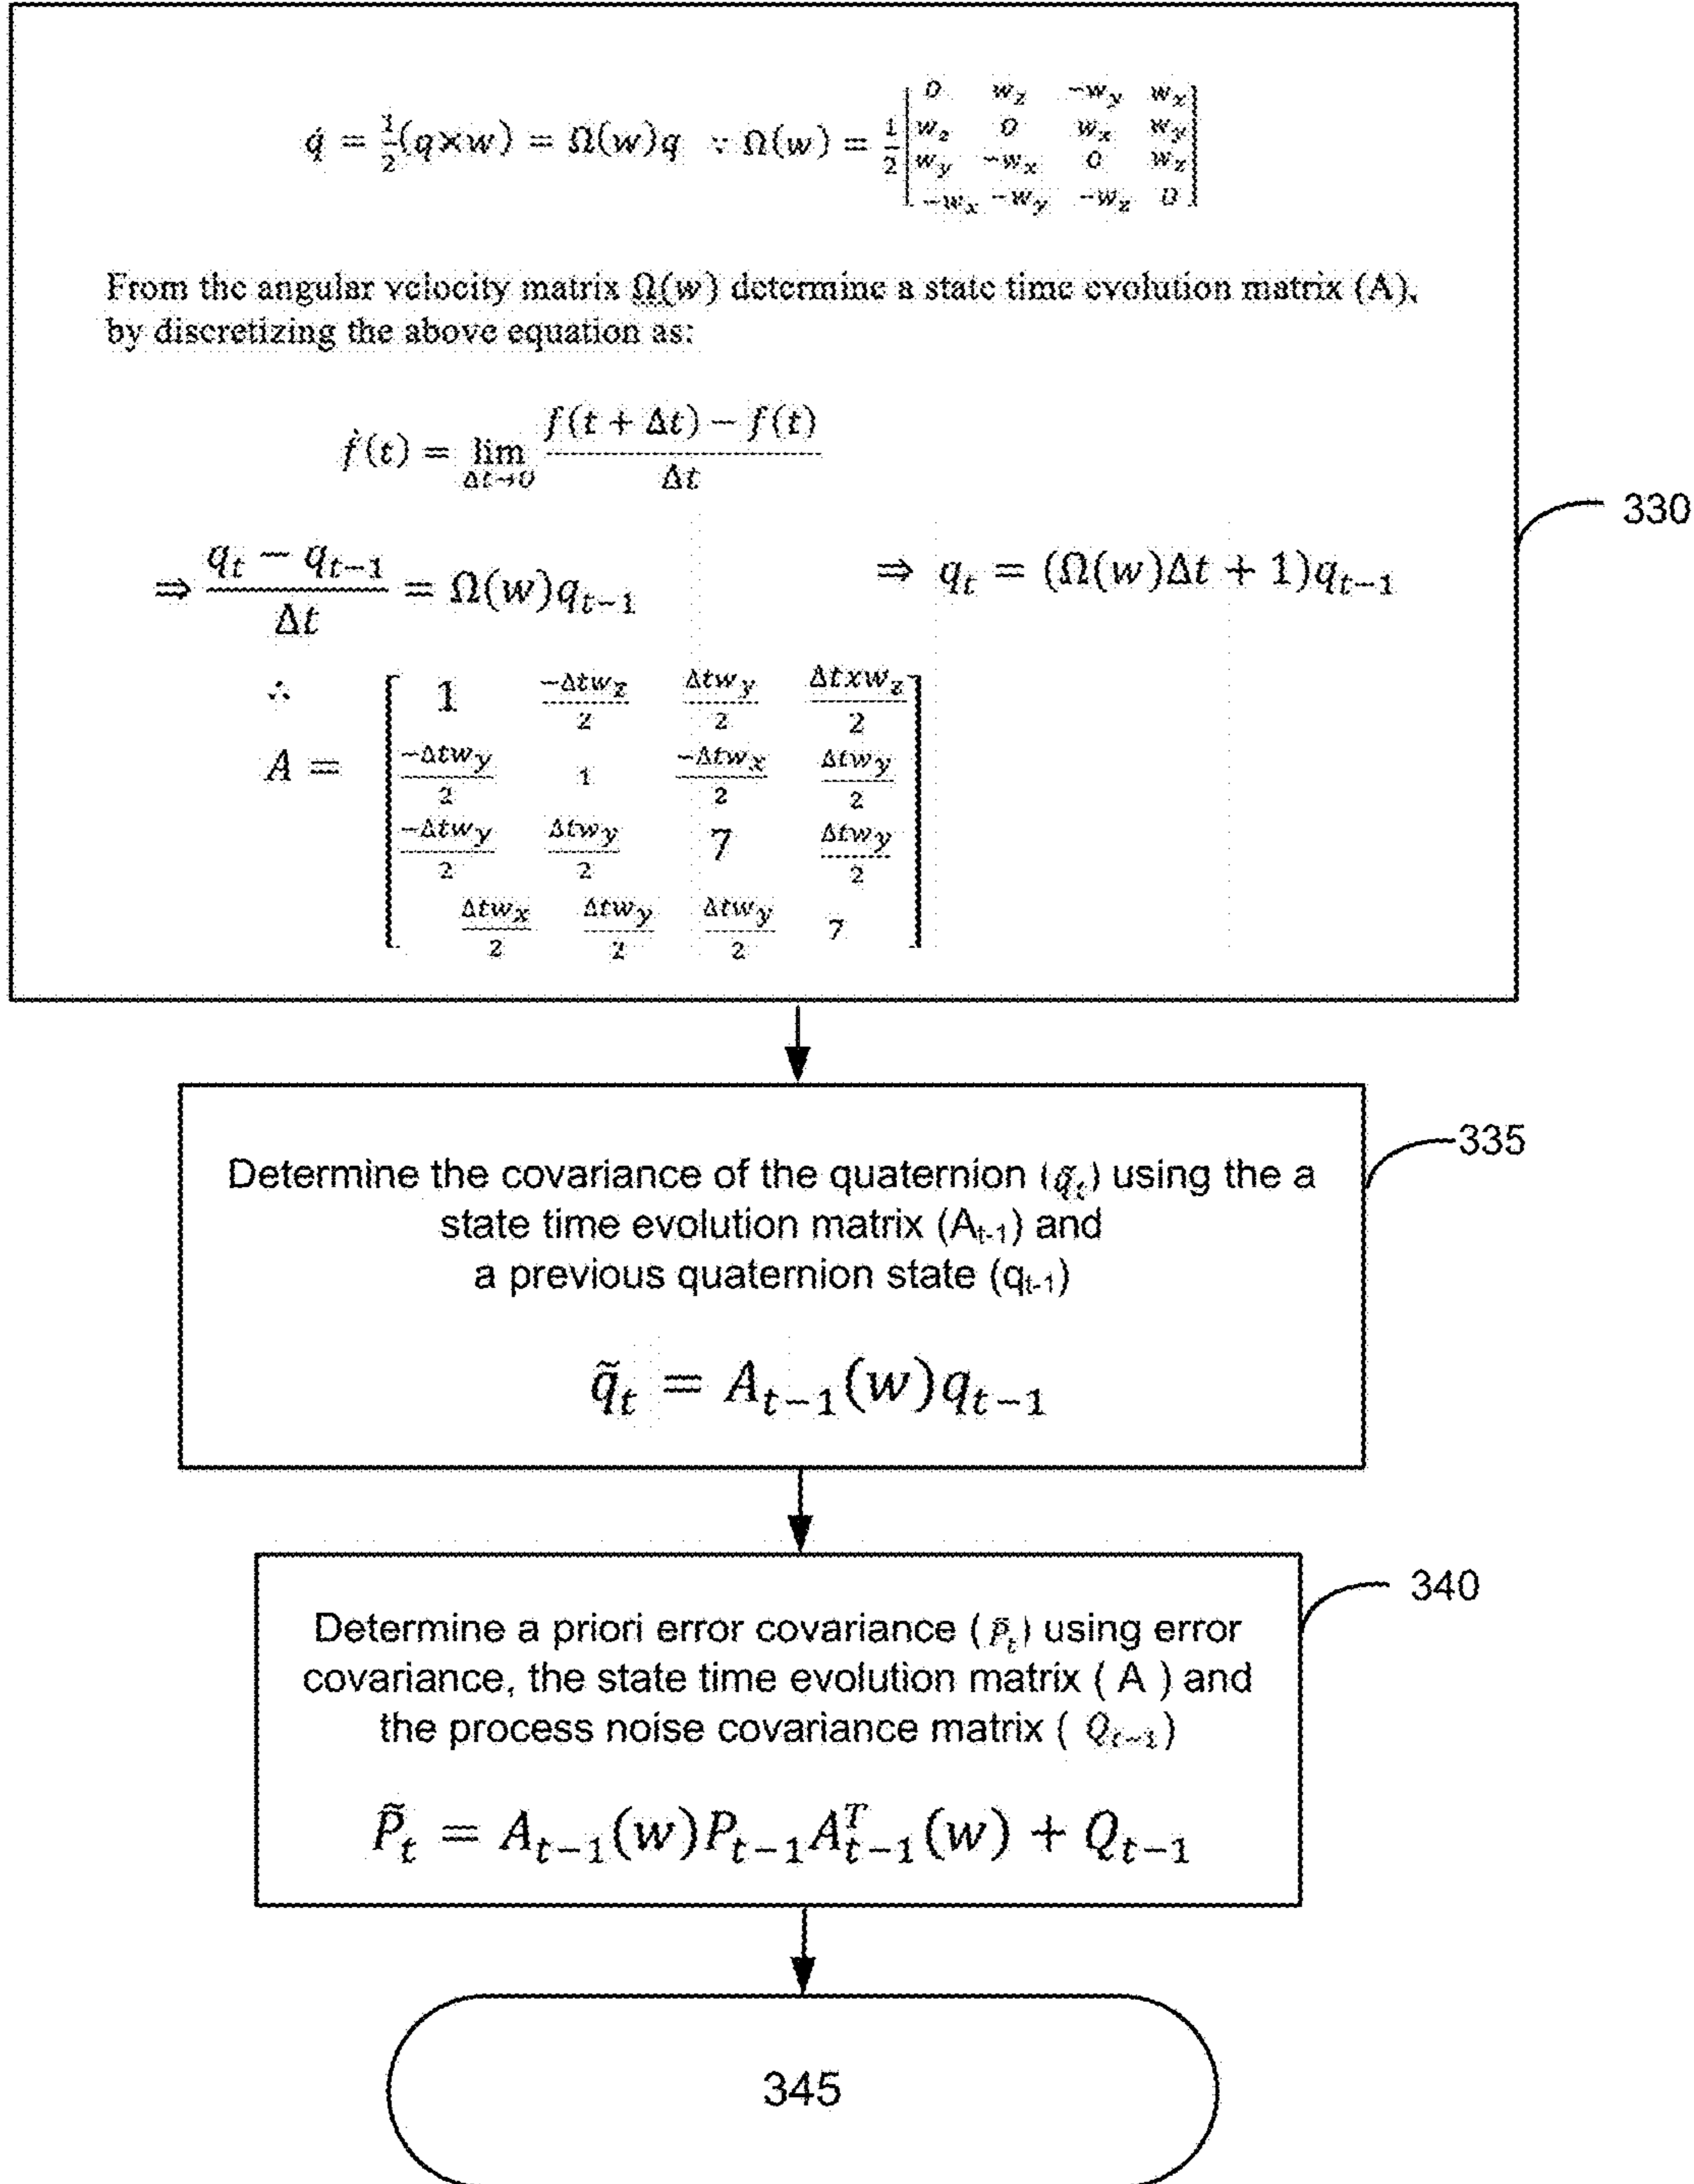 q̇ = 1/2 (q×w) = Ω(w)q ∵ Ω(w) = 1/2 [0 w_z -w_y w_x
w_z 0 w_x w_y
w_y -w_x 0 w_z
-w_x -w_y -w_z 0]
From the angular velocity matrix Ω(w) determine a state time evolution matrix (A),
by discretizing the above equation as:
ḟ(t) = lim_{Δt→0} (f(t + Δt) − f(t)) / Δt
⇒ (q_t − q_{t−1}) / Δt = Ω(w)q_{t−1} ⇒ q_t = (Ω(w)Δt + 1)q_{t−1}
330
∴
A = [1 -Δtw_z/2 Δtw_y/2 Δtxw_z/2
-Δtw_y/2 1 -Δtw_x/2 Δtw_y/2
-Δtw_y/2 Δtw_y/2 7 Δtw_y/2
Δtw_x/2 Δtw_y/2 Δtw_y/2 7]
335
Determine the covariance of the quaternion (q̃_t) using the a
state time evolution matrix (A_{t-1}) and
a previous quaternion state (q_{t-1})
q̃_t = A_{t−1}(w)q_{t−1}
340
Determine a priori error covariance (P̃_t) using error
covariance, the state time evolution matrix ( A ) and
the process noise covariance matrix ( Q_{t−1})
P̃_t = A_{t−1}(w)P_{t−1}A^T_{t−1}(w) + Q_{t−1}
345